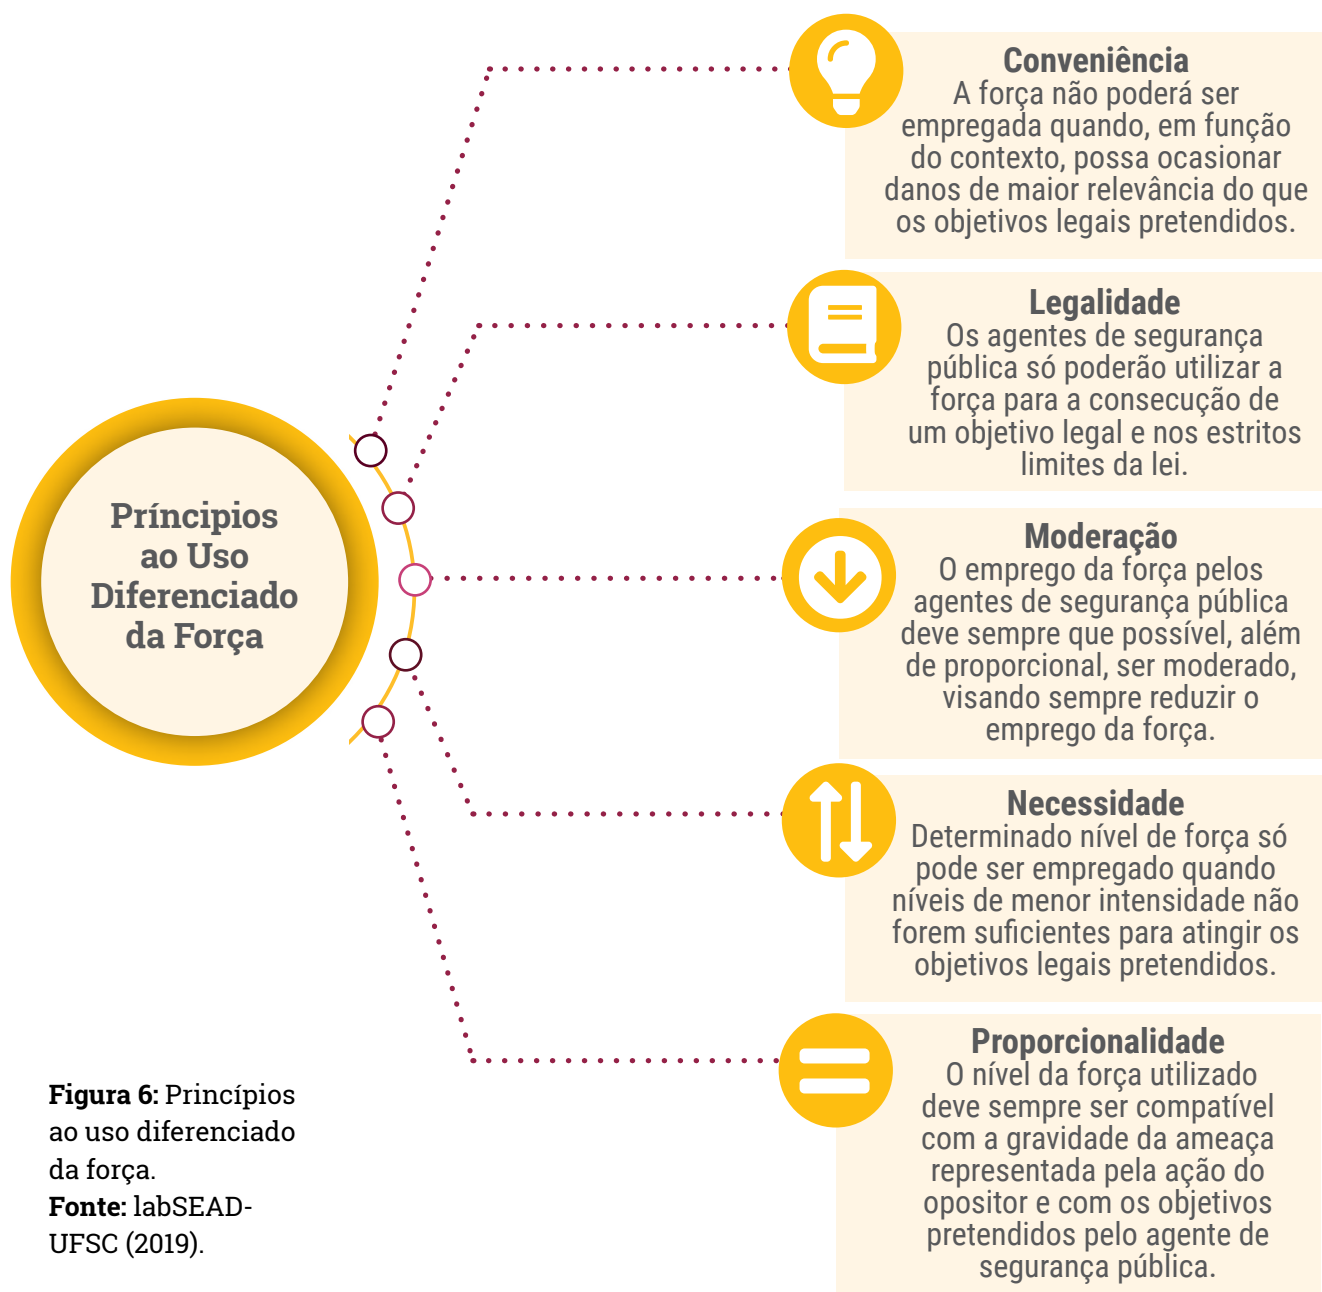 Conveniência
A força não poderá ser
empregada quando, em função
do contexto, possa ocasionar
danos de maior relevância do que
os objetivos legais pretendidos.
Legalidade
Os agentes de segurança
pública só poderão utilizar a
força para a consecução de
um objetivo legal e nos estritos
limites da lei.
Príncipios
ao Uso
Diferenciado
da Força
Moderação
O emprego da força pelos
agentes de segurança pública
deve sempre que possível, além
de proporcional, ser moderado,
visando sempre reduzir o
emprego da força.
Necessidade
Determinado nível de força só
pode ser empregado quando
níveis de menor intensidade não
forem suficientes para atingir os
objetivos legais pretendidos.
Proporcionalidade
O nível da força utilizado
deve sempre ser compatível
com a gravidade da ameaça
representada pela ação do
opositor e com os objetivos
pretendidos pelo agente de
segurança pública.
Figura 6: Princípios
ao uso diferenciado
da força.
Fonte: labSEAD-
UFSC (2019).